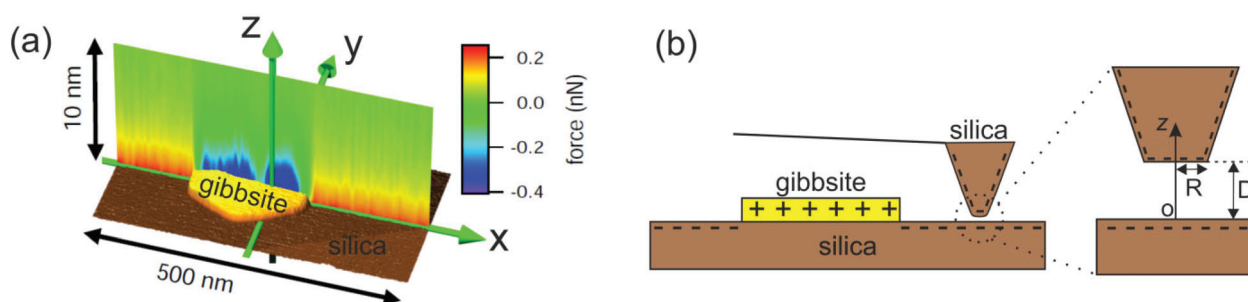 (a)
z
y
x
10 nm
500 nm
gibbsite
silica
0.2
0.0
-0.2
-0.4
force (nN)
(b)
silica
gibbsite
+ + + + + +
silica
z
R
D
o